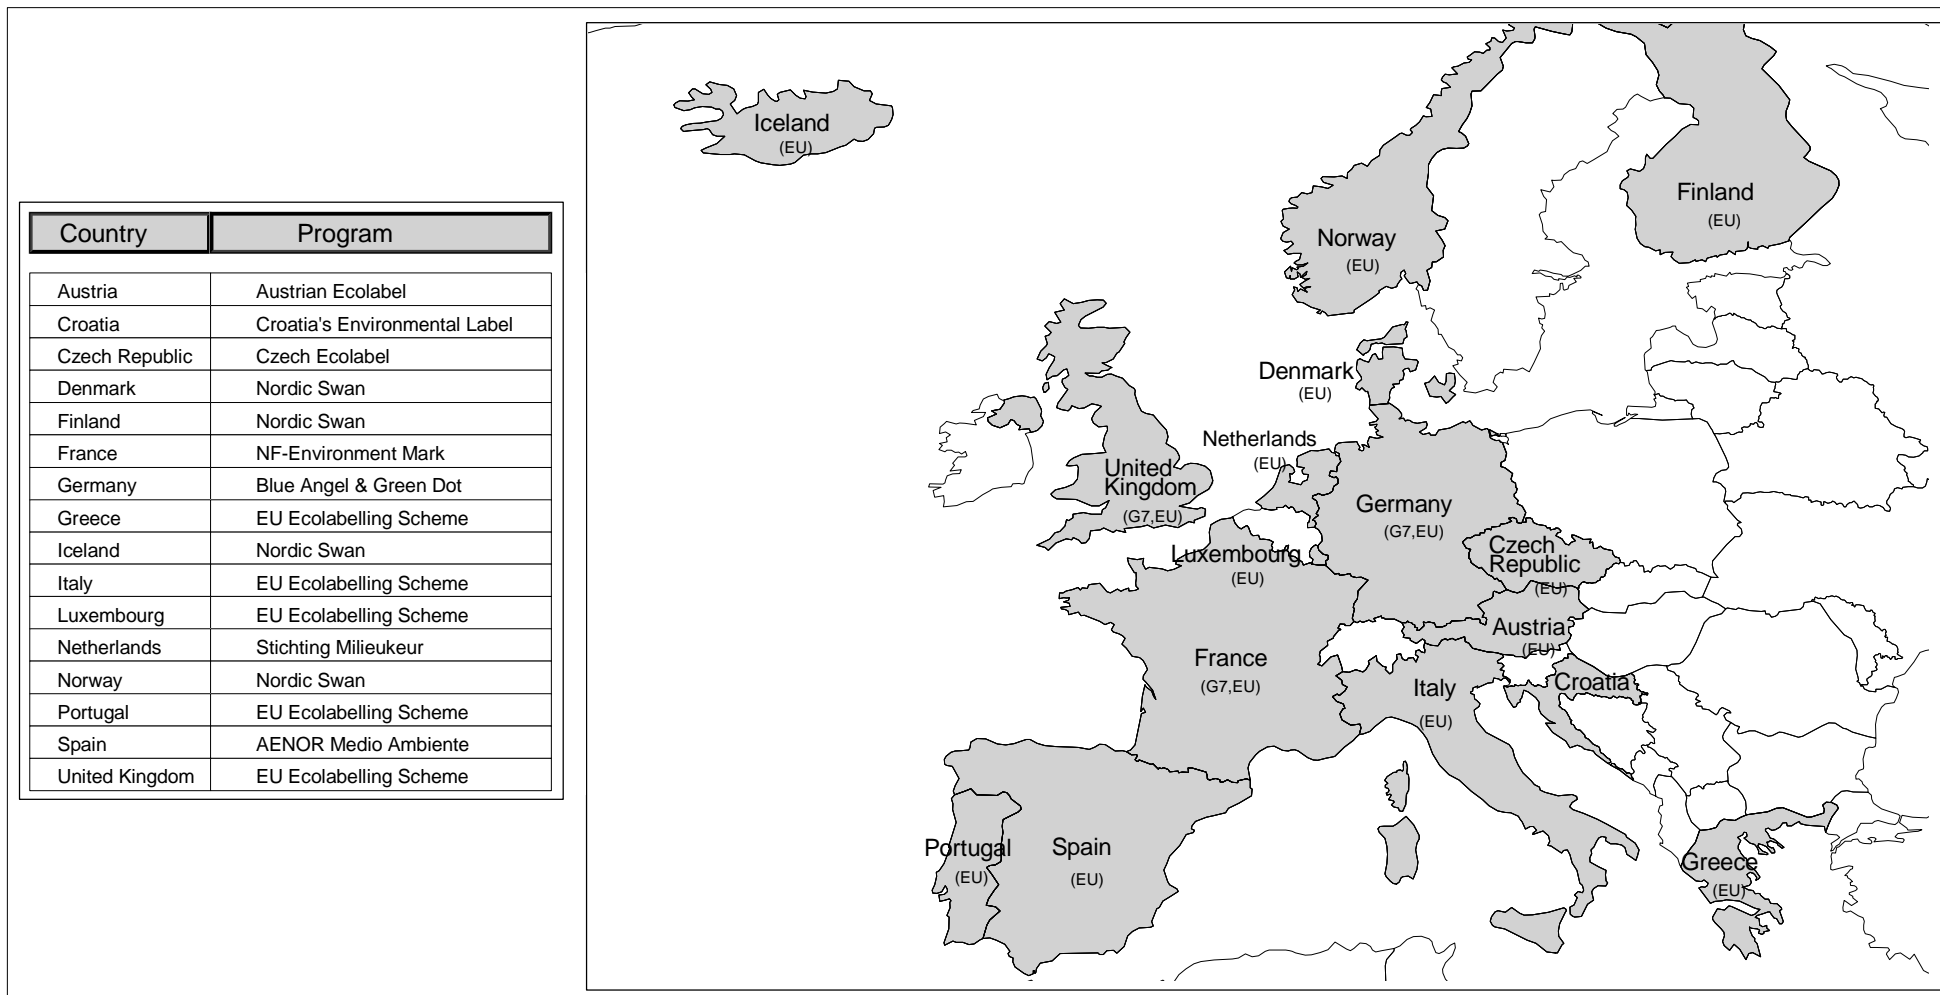 Country Program
Austria Austrian Ecolabel
Croatia Croatia's Environmental Label
Czech Republic Czech Ecolabel
Denmark Nordic Swan
Finland Nordic Swan
France NF-Environment Mark
Germany Blue Angel & Green Dot
Greece EU Ecolabelling Scheme
Iceland Nordic Swan
Italy EU Ecolabelling Scheme
Luxembourg EU Ecolabelling Scheme
Netherlands Stichting Milieukeur
Norway Nordic Swan
Portugal EU Ecolabelling Scheme
Spain AENOR Medio Ambiente
United Kingdom EU Ecolabelling Scheme
Iceland
(EU)
Finland
(EU)
Norway
(EU)
Denmark
(EU)
Netherlands
(EU)
United
Kingdom
(G7,EU)
Germany
(G7,EU)
Luxembourg
(EU)
Czech
Republic
(EU)
Austria
(EU)
France
(G7,EU)
Italy
(EU)
Croatia
Portugal
(EU)
Spain
(EU)
Greece
(EU)